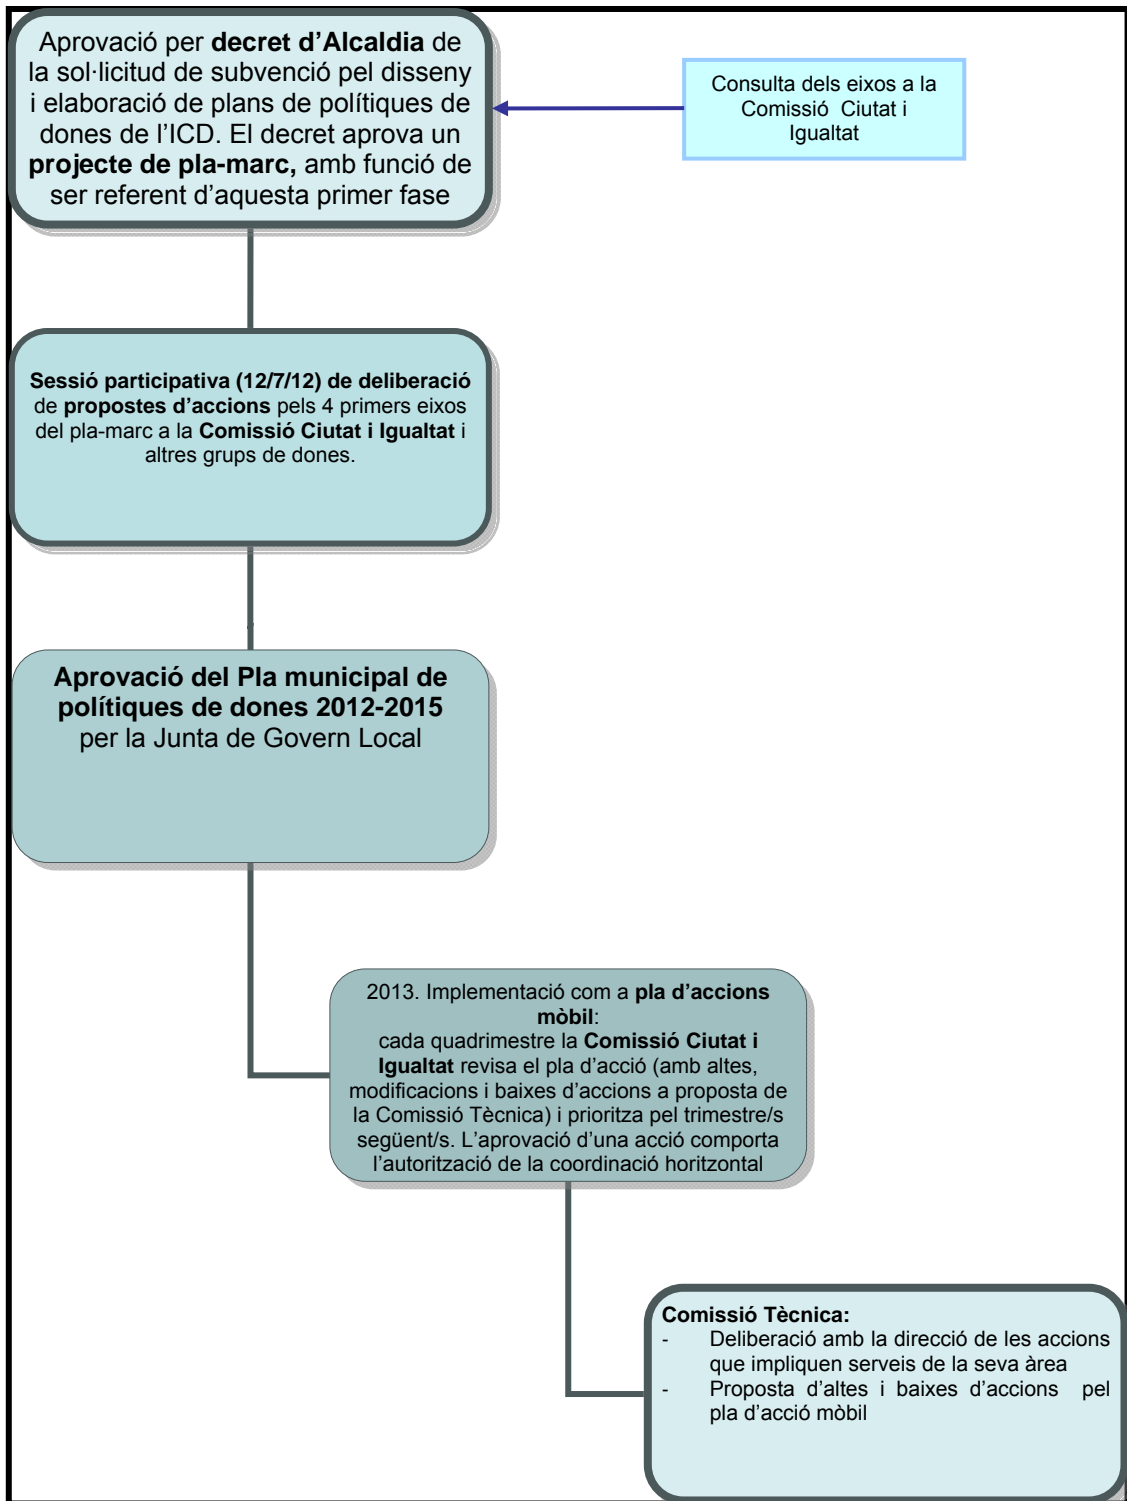 Aprovació per decret d'Alcaldia de
la sol·licitud de subvenció pel disseny
i elaboració de plans de polítiques de
dones de l'ICD. El decret aprova un
projecte de pla-marc, amb funció de
ser referent d'aquesta primer fase
Consulta dels eixos a la
Comissió Ciutat i
Igualtat
Sessió participativa (12/7/12) de deliberació
de propostes d'accions pels 4 primers eixos
del pla-marc a la Comissió Ciutat i Igualtat i
altres grups de dones.
Aprovació del Pla municipal de
polítiques de dones 2012-2015
per la Junta de Govern Local
2013. Implementació com a pla d'accions
mòbil:
cada quadrimestre la Comissió Ciutat i
Igualtat revisa el pla d'acció (amb altes,
modificacions i baixes d'accions a proposta de
la Comissió Tècnica) i prioritza pel trimestre/s
següent/s. L'aprovació d'una acció comporta
l'autorització de la coordinació horitzontal
Comissió Tècnica:
- Deliberació amb la direcció de les accions
que impliquen serveis de la seva àrea
- Proposta d'altes i baixes d'accions pel
pla d'acció mòbil